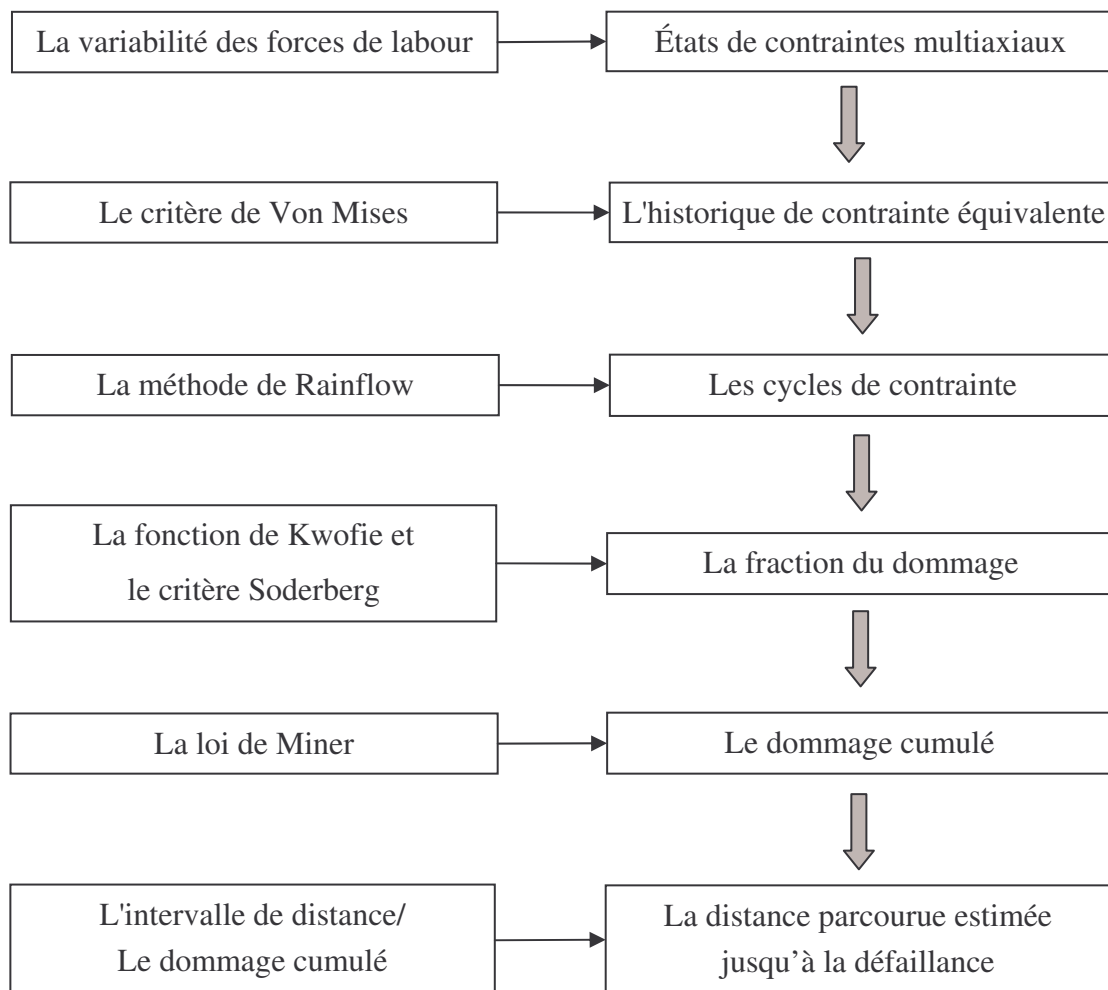 La variabilité des forces de labour
États de contraintes multiaxiaux
Le critère de Von Mises
L'historique de contrainte équivalente
La méthode de Rainflow
Les cycles de contrainte
La fonction de Kwofie et
le critère Soderberg
La fraction du dommage
La loi de Miner
Le dommage cumulé
L'intervalle de distance/
Le dommage cumulé
La distance parcourue estimée
jusqu’à la défaillance